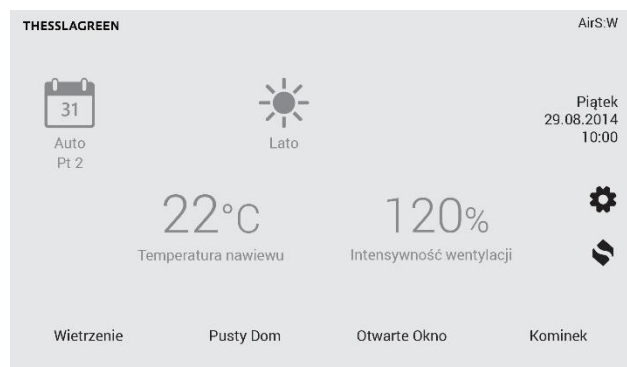 THESSLAGREEN
AirS:W
31
Auto
Pt 2
Lato
Piątek
29.08.2014
10:00
22°C
Temperatura nawiewu
120%
Intensywność wentylacji
Wietrzenie
Pusty Dom
Otwarte Okno
Kominek